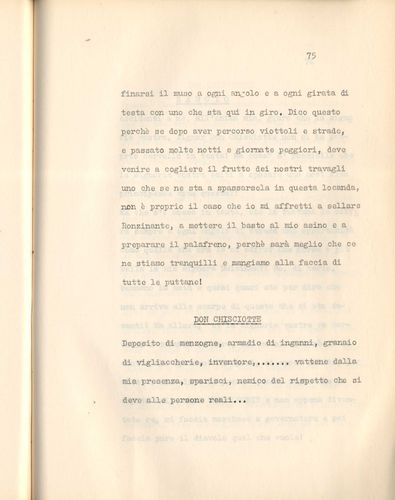 75
finarsi il muso a ogni angolo e a ogni girata di
testa con uno che sta qui in giro. Dico questo
perchè se dopo aver percorso viottoli e strade,
e passato molte notti e giornate peggiori, deve
venire a cogliere il frutto dei nostri travagli
uno che se ne sta a spassarsela in questa locanda,
non è proprio il caso che io mi affretti a sellare
Ronzinante, a mettere il basto al mio asino e a
preparare il palafreno, perchè sarà meglio che ce
ne stiamo tranquilli e mangiamo alla faccia di
tutte le puttane!
DON CHISCIOTTE
Deposito di menzogne, armadio di inganni, granaio
di vigliaccherie, inventore,....... vattene dalla
mia presenza, sparisci, nemico del rispetto che si
deve alle persone reali...